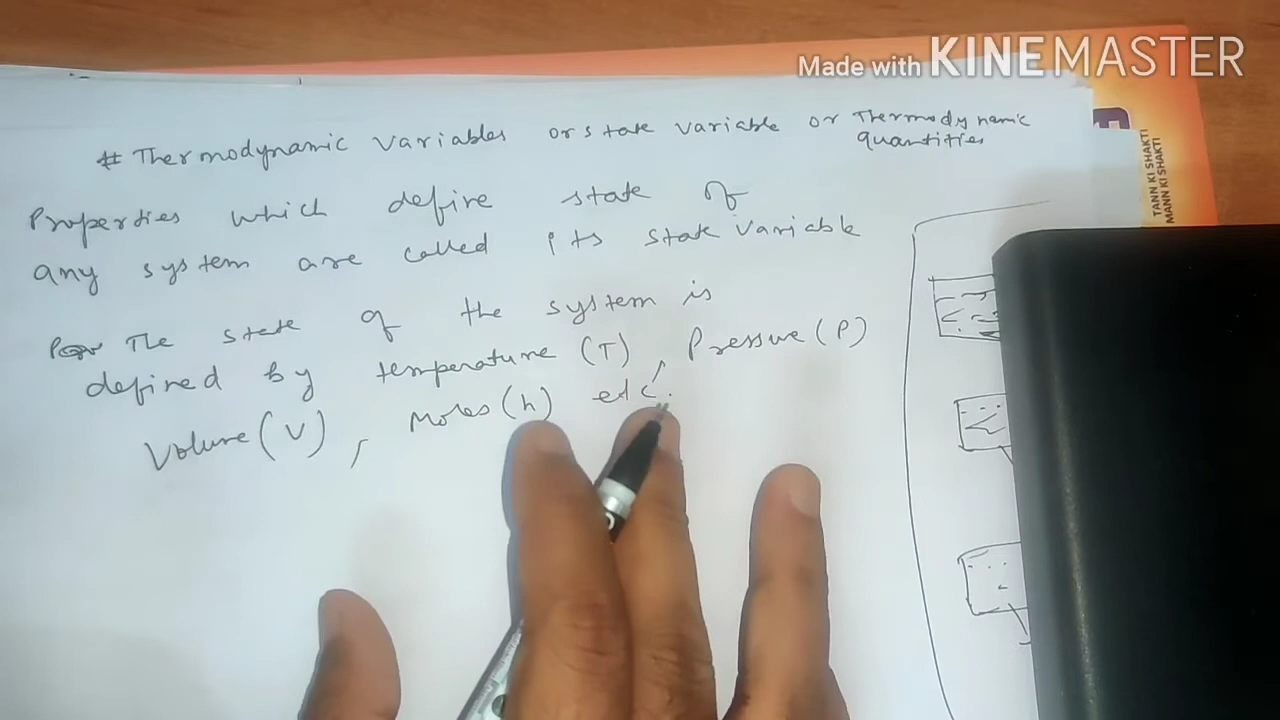 Made with KINEMASTER
# Thermodynamic Variables or state variable or Thermodynamic
quantities
Properties which define state of
any system are called its state variable
The state of the system is
defined by temperature (T), Pressure (P)
Volume (V), Moles (n) etc.
TANN KI SHAKTI
MANN KI SHAKTI